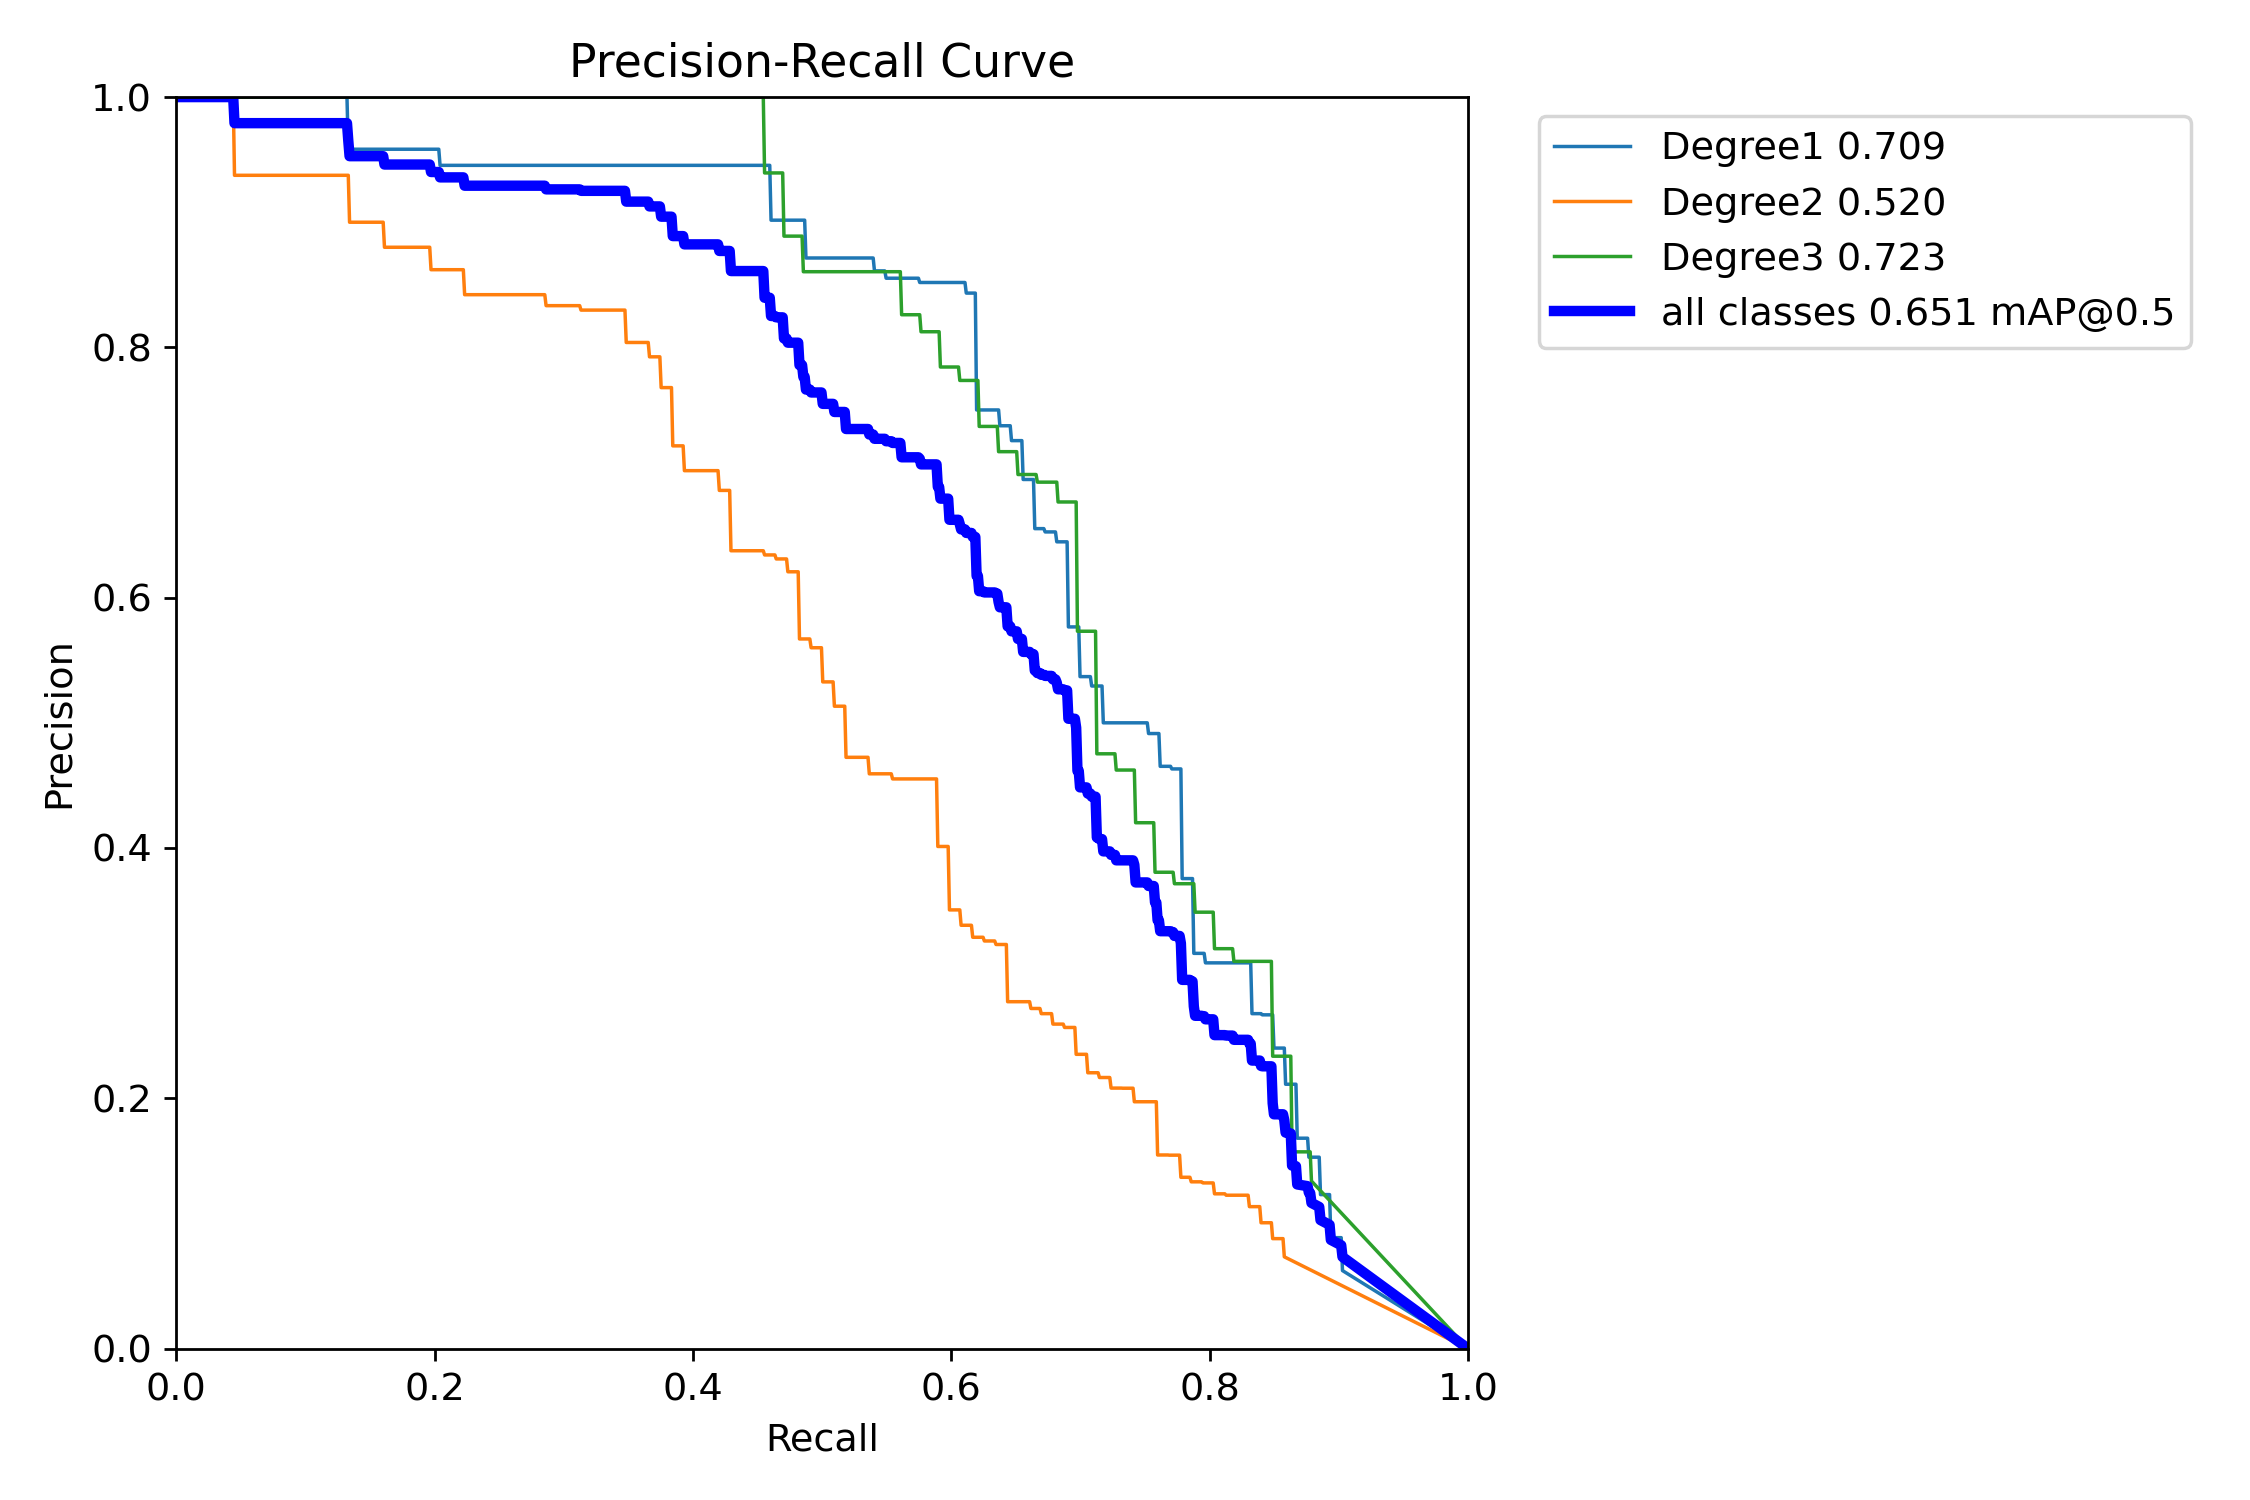 Precision-Recall Curve
1.0
0.8
0.6
0.4
0.2
0.0
Precision
0.0 0.2 0.4 0.6 0.8 1.0
Recall
Degree1 0.709
Degree2 0.520
Degree3 0.723
all classes 0.651 mAP@0.5